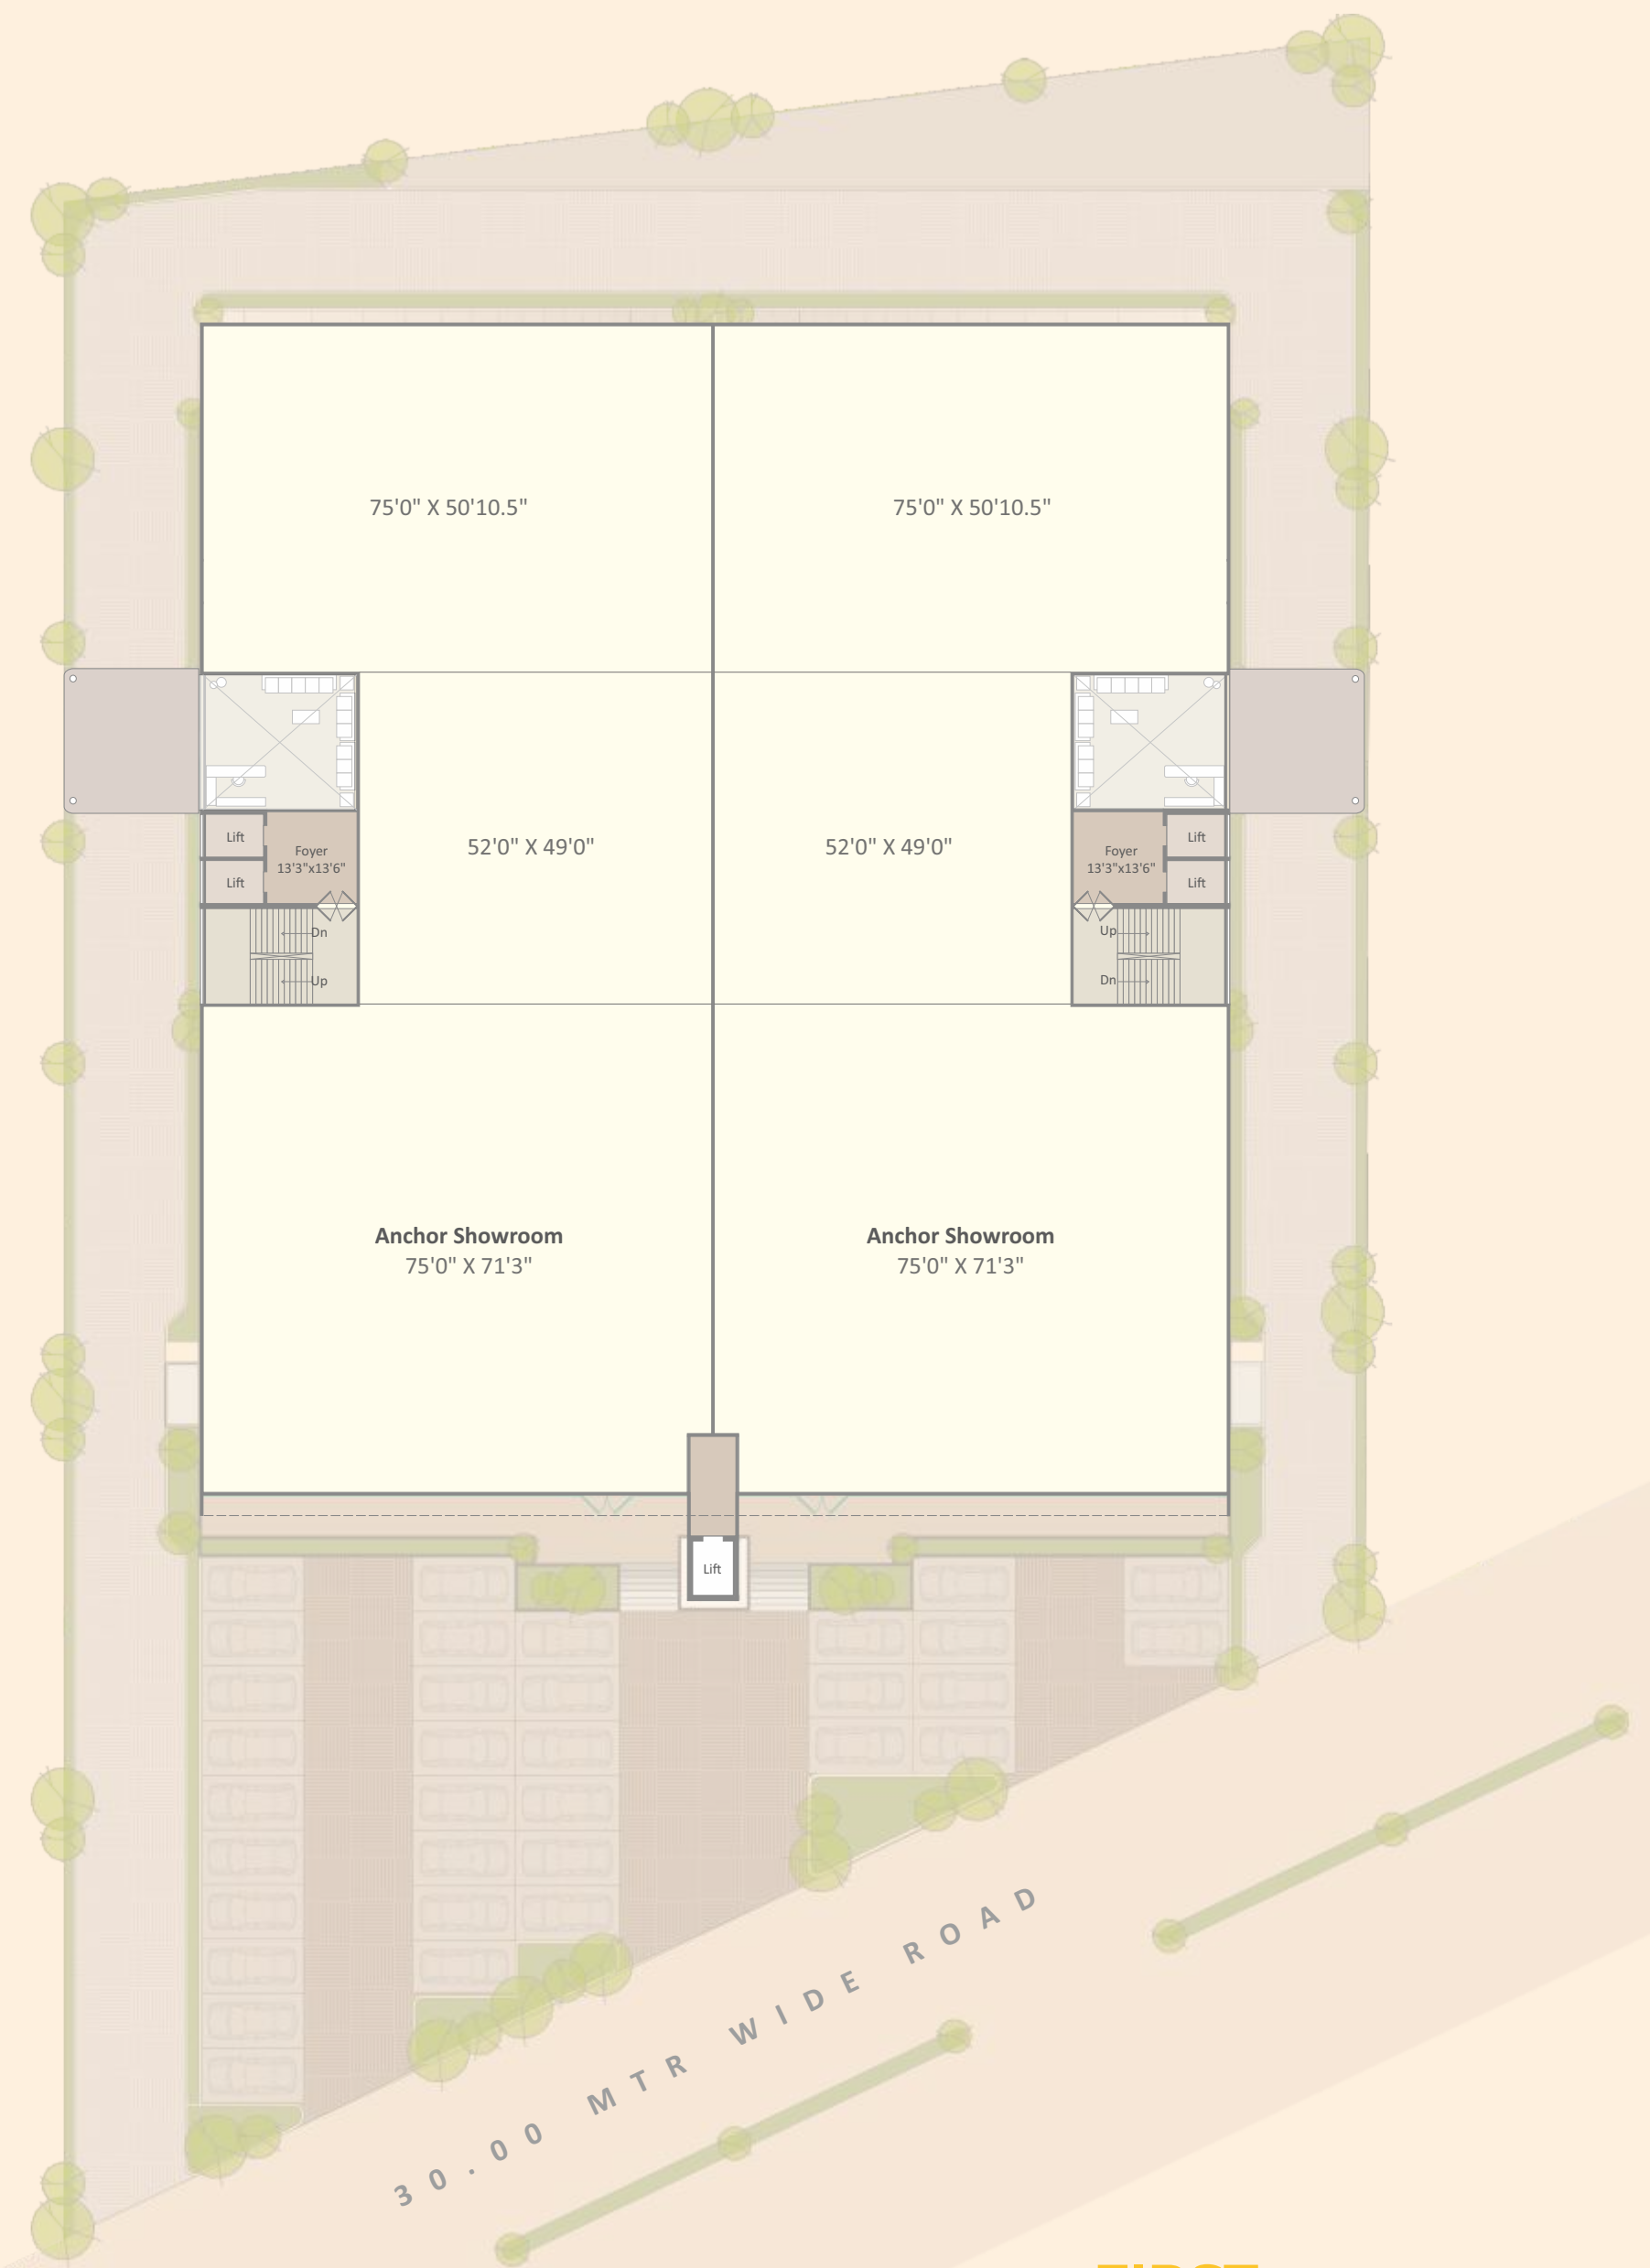 75'0" X 50'10.5"
75'0" X 50'10.5"
52'0" X 49'0"
52'0" X 49'0"
Lift
Foyer
13'3"x13'6"
Lift
Foyer
13'3"x13'6"
Lift
Lift
Dn
Up
Up
Dn
Anchor Showroom
75'0" X 71'3"
Anchor Showroom
75'0" X 71'3"
Lift
30.00 MTR WIDE ROAD